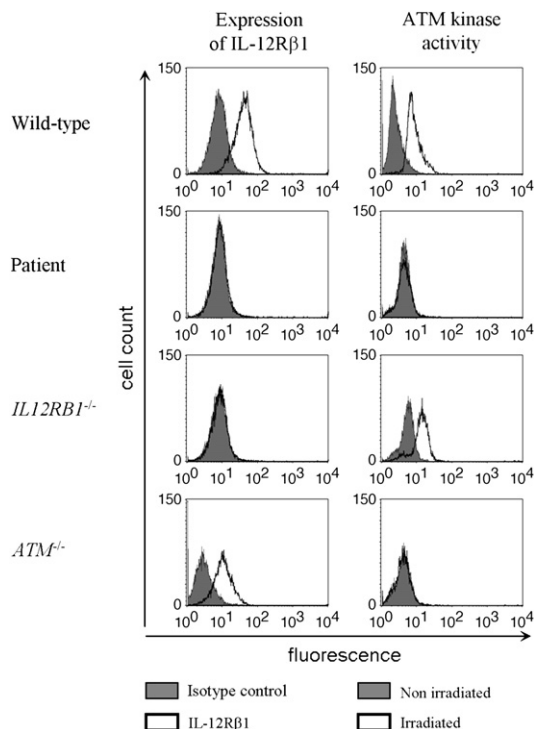 Expression
of IL-12Rβ1
ATM kinase
activity
Wild-type
150
0
10⁰ 10¹ 10² 10³ 10⁴
150
0
10⁰ 10¹ 10² 10³ 10⁴
Patient
150
0
10⁰ 10¹ 10² 10³ 10⁴
150
0
10⁰ 10¹ 10² 10³ 10⁴
IL12RB1⁻/⁻
150
0
10⁰ 10¹ 10² 10³ 10⁴
150
0
10⁰ 10¹ 10² 10³ 10⁴
ATM⁻/⁻
150
0
10⁰ 10¹ 10² 10³ 10⁴
150
0
10⁰ 10¹ 10² 10³ 10⁴
cell count
fluorescence
Isotype control
Non irradiated
IL-12Rβ1
Irradiated